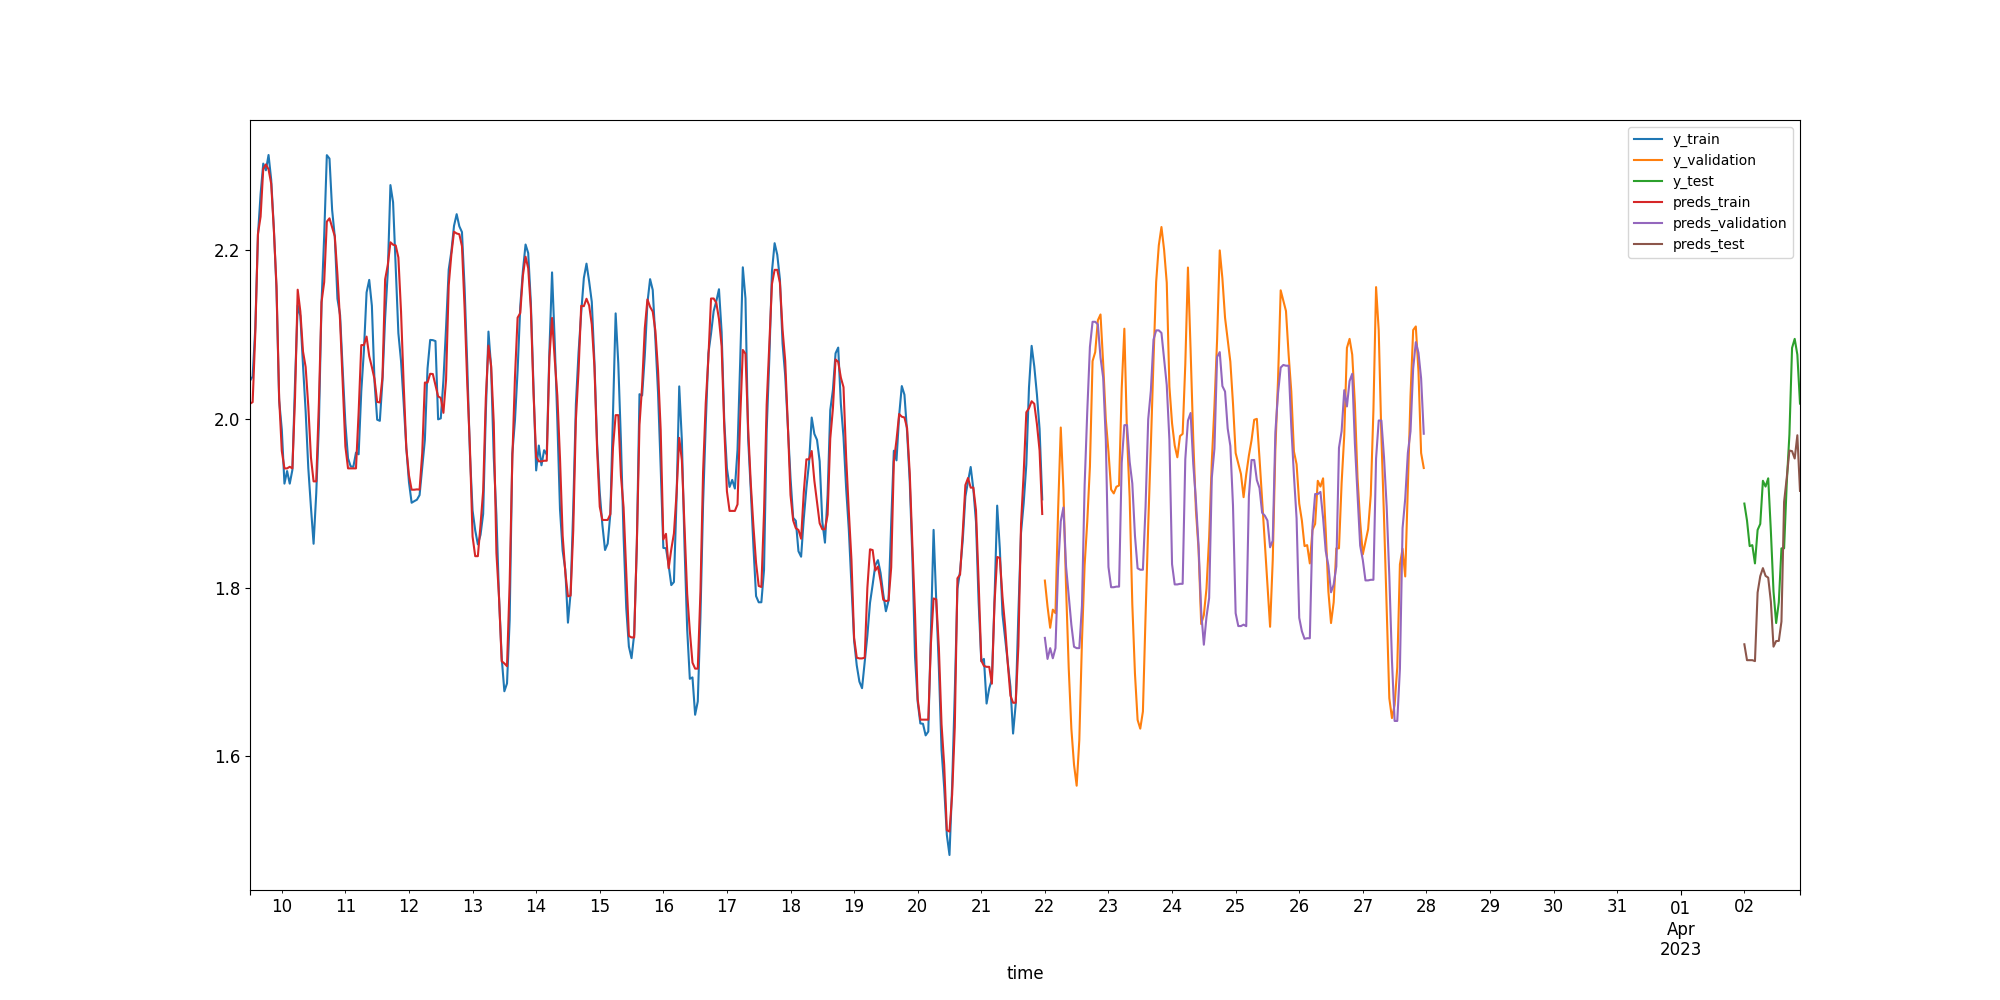 y_train
y_validation
y_test
preds_train
preds_validation
preds_test
2.2
2.0
1.8
1.6
10 11 12 13 14 15 16 17 18 19 20 21 22 23 24 25 26 27 28 29 30 31 01 02
Apr
2023
time